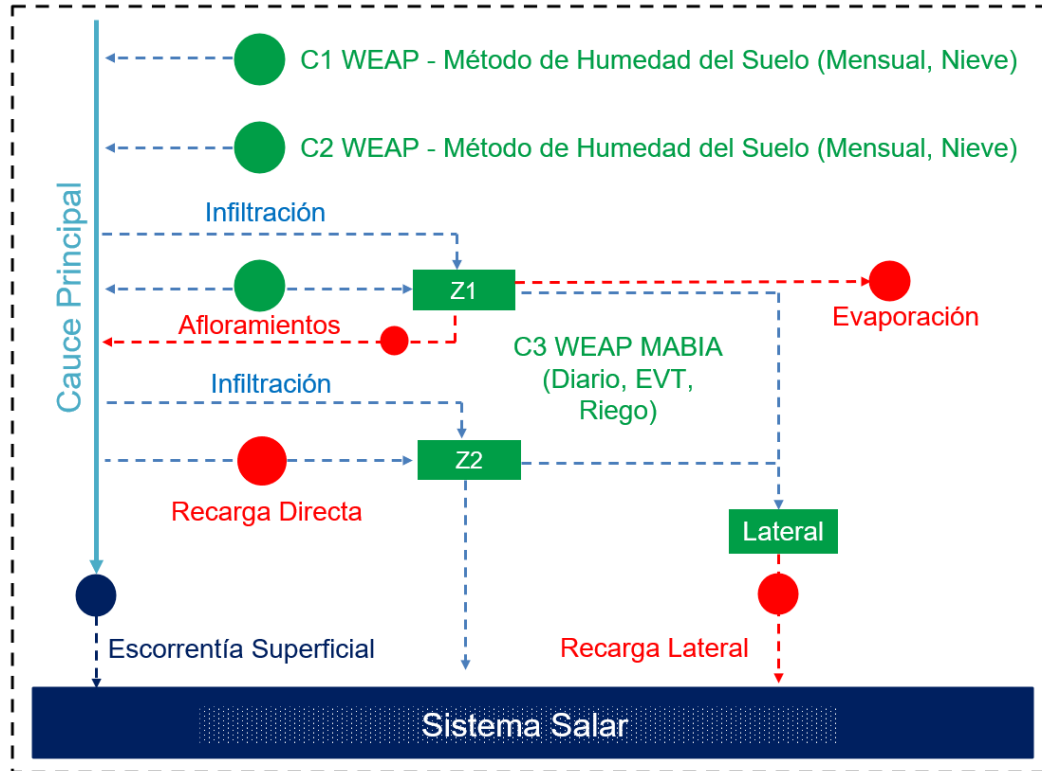 C1 WEAP - Método de Humedad del Suelo (Mensual, Nieve)
C2 WEAP - Método de Humedad del Suelo (Mensual, Nieve)
Cauce Principal
Infiltración
Z1
Afloramientos
Evaporación
C3 WEAP MABIA
(Diario, EVT,
Riego)
Infiltración
Z2
Recarga Directa
Lateral
Escorrentía Superficial
Recarga Lateral
Sistema Salar